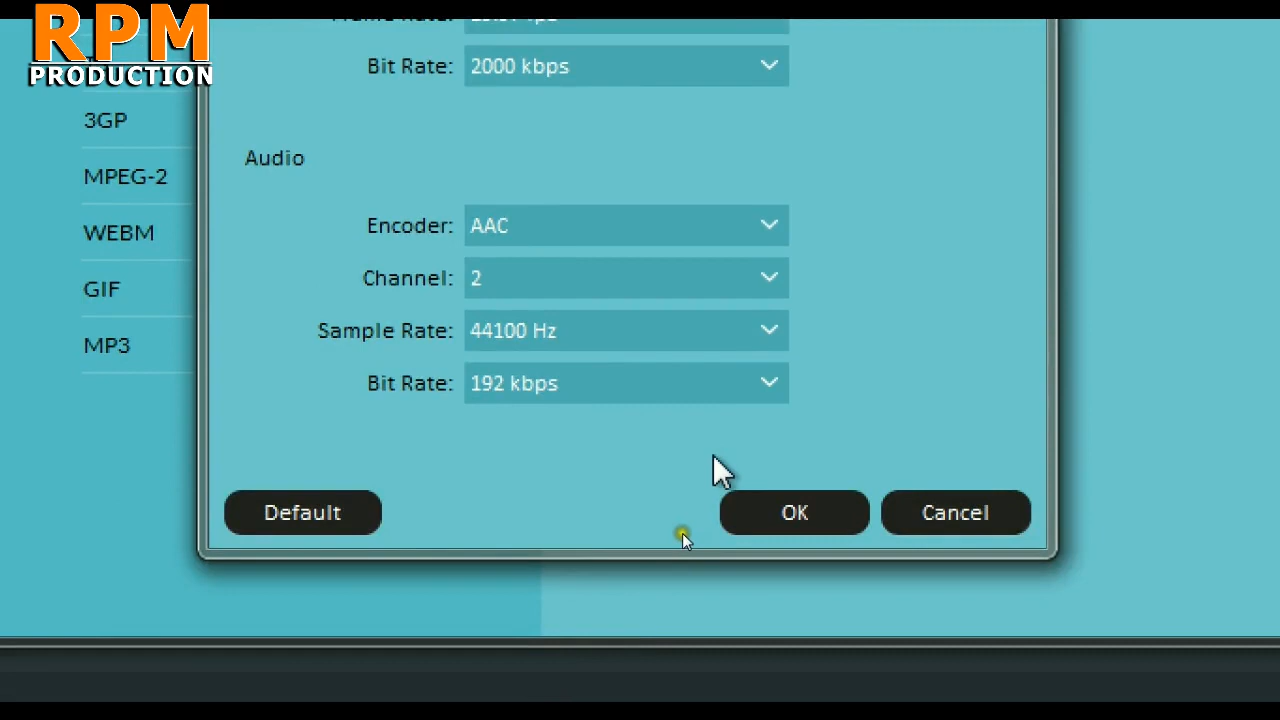 RPM
PRODUCTION
Bit Rate: 2000 kbps
3GP
Audio
MPEG-2
Encoder: AAC
WEBM
Channel: 2
GIF
Sample Rate: 44100 Hz
MP3
Bit Rate: 192 kbps
Default
OK
Cancel